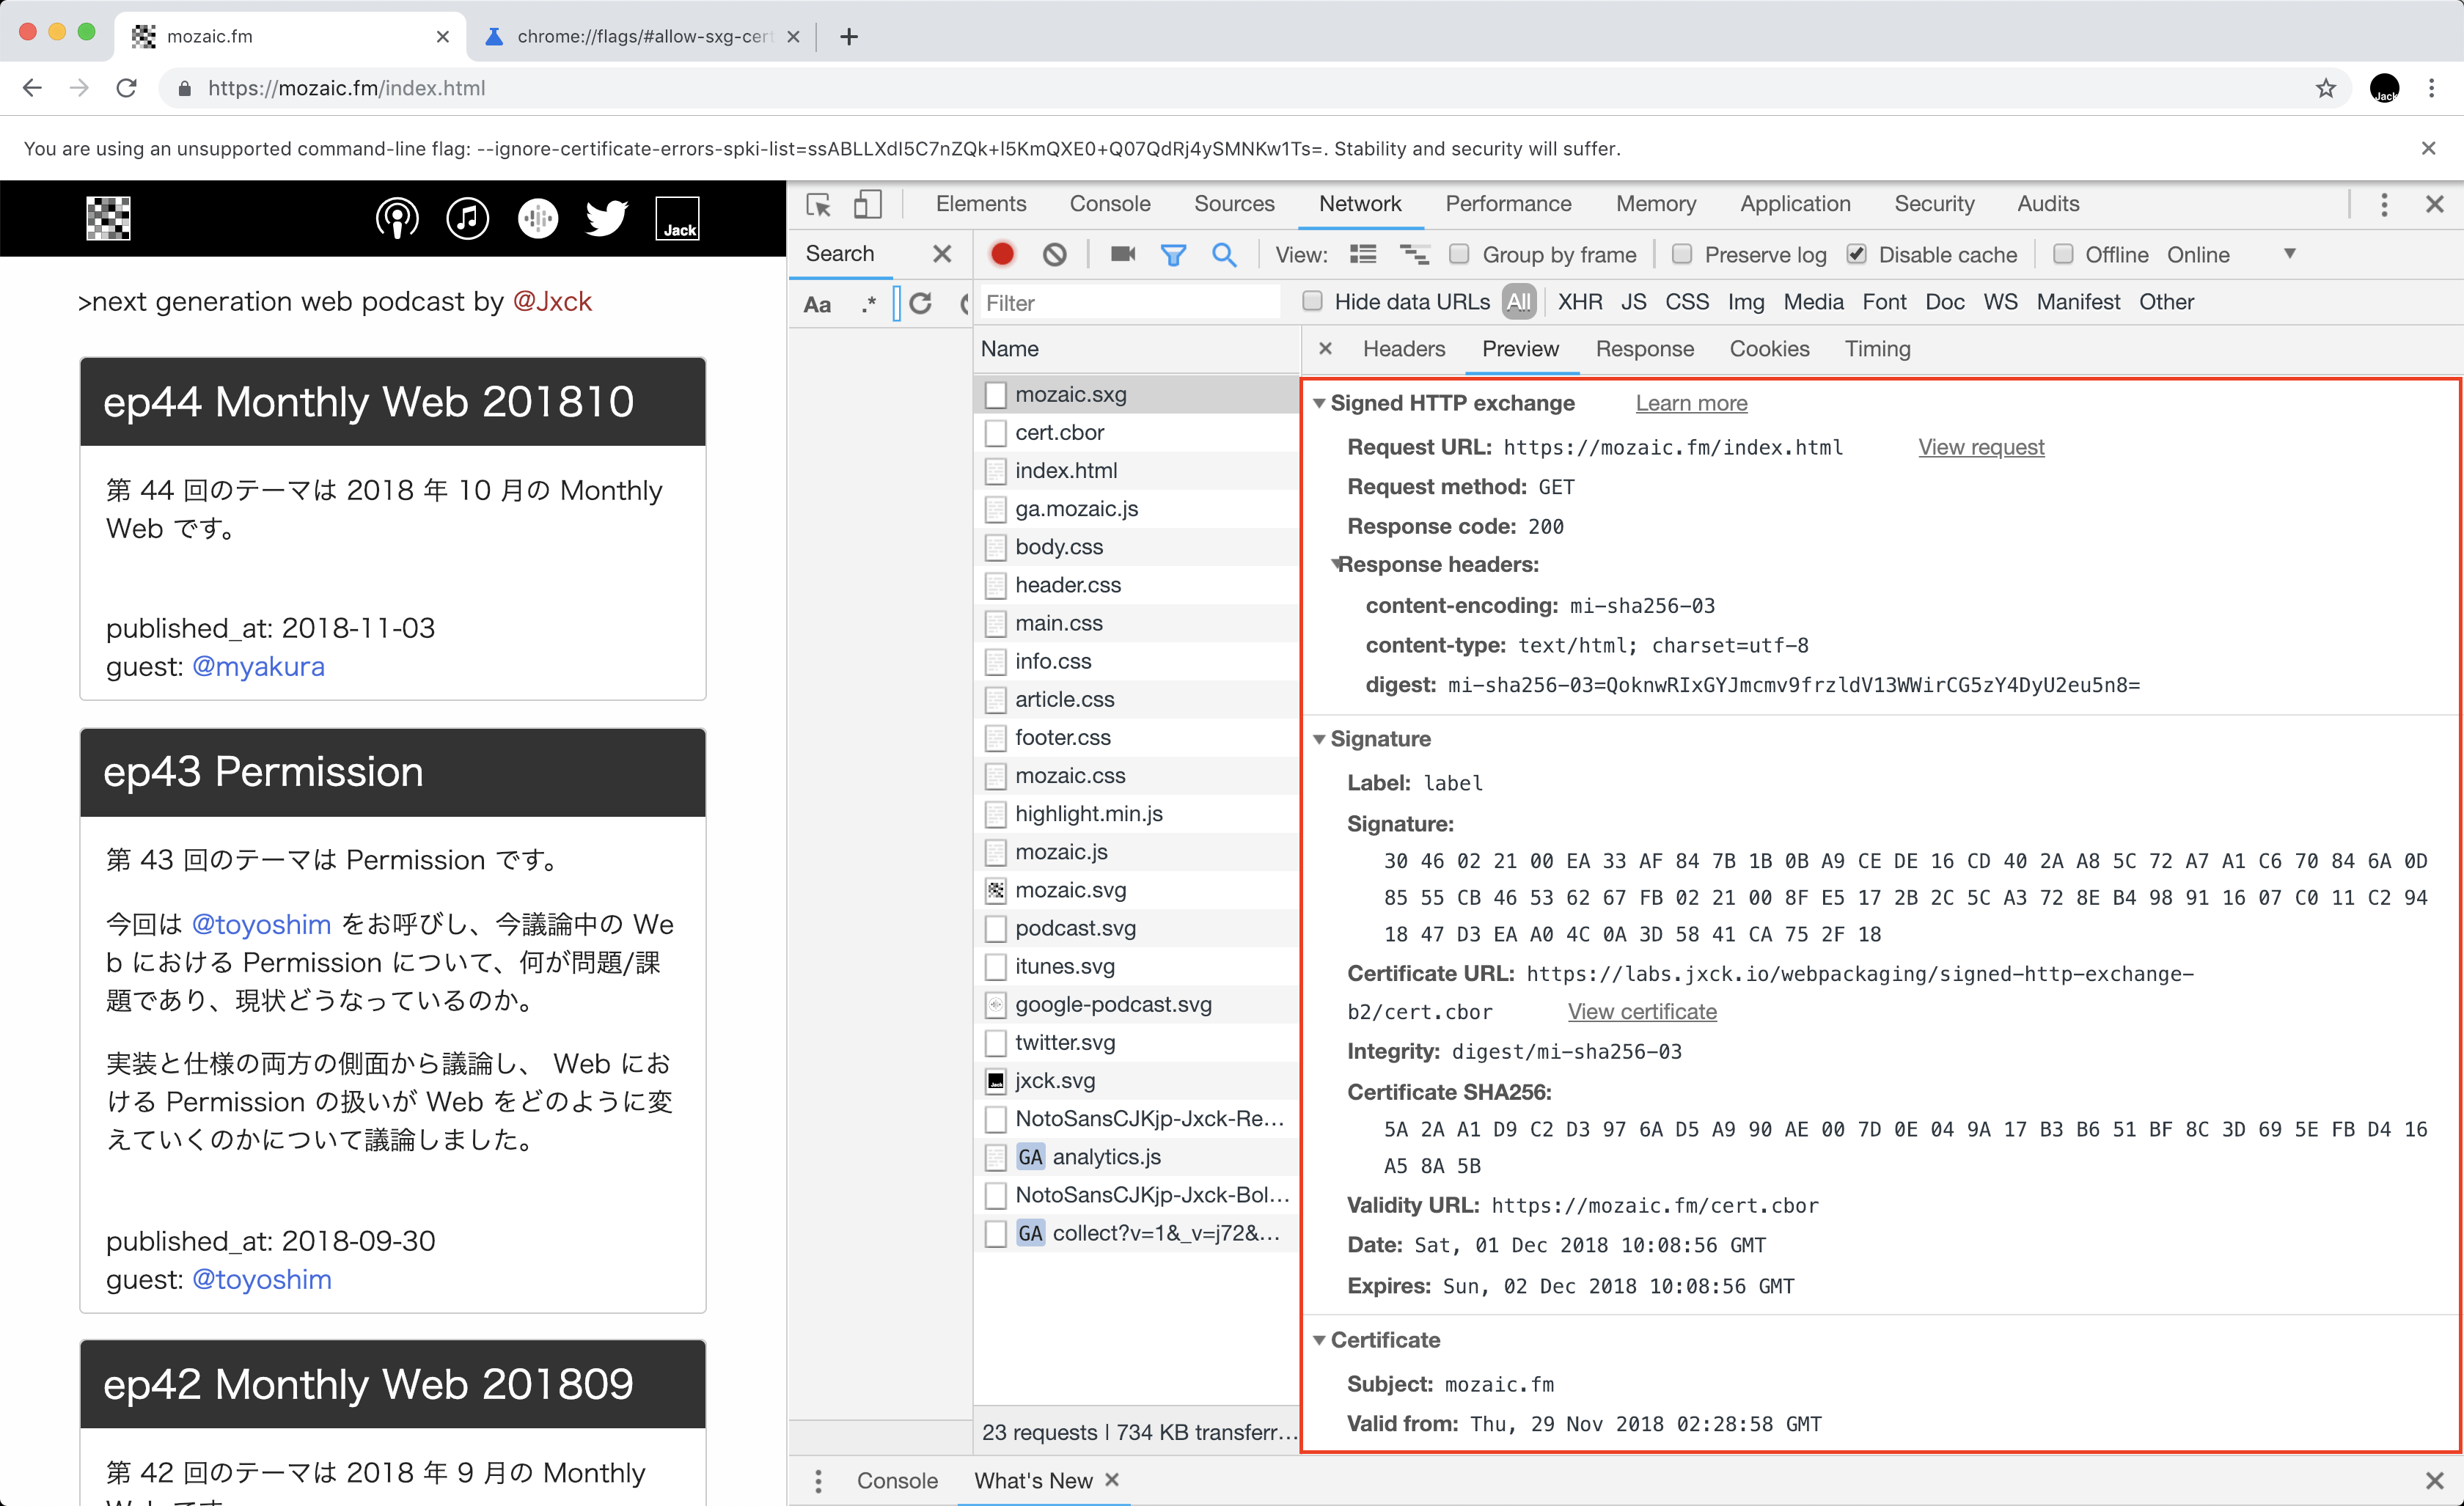 mozaic.fm
chrome://flags/#allow-sxg-cert
https://mozaic.fm/index.html
Jack
You are using an unsupported command-line flag: --ignore-certificate-errors-spki-list=ssABLLXdI5C7nZQk+I5KmQXE0+Q07QdRj4ySMNKw1Ts=. Stability and security will suffer.
Jack
>next generation web podcast by @Jxck
ep44 Monthly Web 201810
第 44 回のテーマは 2018 年 10 月の Monthly
Web です。
published_at: 2018-11-03
guest: @myakura
ep43 Permission
第 43 回のテーマは Permission です。
今回は @toyoshim をお呼びし、今議論中の We
b における Permission について、何が問題/課
題であり、現状どうなっているのか。
実装と仕様の両方の側面から議論し、 Web にお
ける Permission の扱いが Web をどのように変
えていくのかについて議論しました。
published_at: 2018-09-30
guest: @toyoshim
ep42 Monthly Web 201809
第 42 回のテーマは 2018 年 9 月の Monthly
Elements Console Sources Network Performance Memory Application Security Audits
Search
Aa .*
View: Group by frame Preserve log Disable cache Offline Online
Filter Hide data URLs All XHR JS CSS Img Media Font Doc WS Manifest Other
Name
mozaic.sxg
cert.cbor
index.html
ga.mozaic.js
body.css
header.css
main.css
info.css
article.css
footer.css
mozaic.css
highlight.min.js
mozaic.js
mozaic.svg
podcast.svg
itunes.svg
google-podcast.svg
twitter.svg
jxck.svg
NotoSansCJKjp-Jxck-Re...
GA analytics.js
NotoSansCJKjp-Jxck-Bol...
GA collect?v=1&_v=j72&...
23 requests | 734 KB transferr...
Headers Preview Response Cookies Timing
Signed HTTP exchange Learn more
Request URL: https://mozaic.fm/index.html View request
Request method: GET
Response code: 200
Response headers:
content-encoding: mi-sha256-03
content-type: text/html; charset=utf-8
digest: mi-sha256-03=QoknwRIxGYJmcmv9frzldV13WWirCG5zY4DyU2eu5n8=
Signature
Label: label
Signature:
30 46 02 21 00 EA 33 AF 84 7B 1B 0B A9 CE DE 16 CD 40 2A A8 5C 72 A7 A1 C6 70 84 6A 0D
85 55 CB 46 53 62 67 FB 02 21 00 8F E5 17 2B 2C 5C A3 72 8E B4 98 91 16 07 C0 11 C2 94
18 47 D3 EA A0 4C 0A 3D 58 41 CA 75 2F 18
Certificate URL: https://labs.jxck.io/webpackaging/signed-http-exchange-
b2/cert.cbor View certificate
Integrity: digest/mi-sha256-03
Certificate SHA256:
5A 2A A1 D9 C2 D3 97 6A D5 A9 90 AE 00 7D 0E 04 9A 17 B3 B6 51 BF 8C 3D 69 5E FB D4 16
A5 8A 5B
Validity URL: https://mozaic.fm/cert.cbor
Date: Sat, 01 Dec 2018 10:08:56 GMT
Expires: Sun, 02 Dec 2018 10:08:56 GMT
Certificate
Subject: mozaic.fm
Valid from: Thu, 29 Nov 2018 02:28:58 GMT
Console What's New